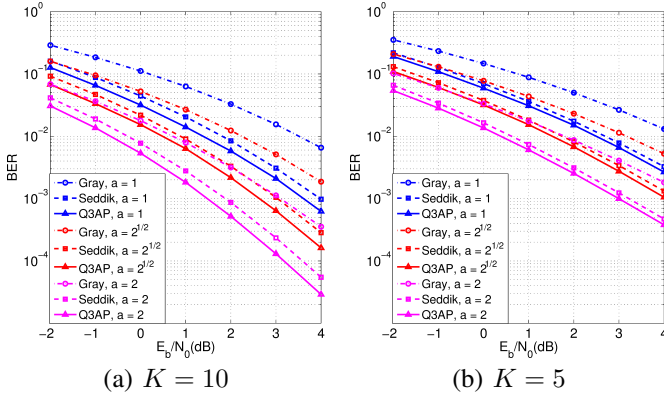 10^0
10^-1
10^-2
10^-3
10^-4
BER
Gray, a = 1
Seddik, a = 1
Q3AP, a = 1
Gray, a = 2^1/2
Seddik, a = 2^1/2
Q3AP, a = 2^1/2
Gray, a = 2
Seddik, a = 2
Q3AP, a = 2
−2 −1 0 1 2 3 4
E_b/N_0(dB)
(a) K = 10
10^0
10^-1
10^-2
10^-3
10^-4
BER
Gray, a = 1
Seddik, a = 1
Q3AP, a = 1
Gray, a = 2^1/2
Seddik, a = 2^1/2
Q3AP, a = 2^1/2
Gray, a = 2
Seddik, a = 2
Q3AP, a = 2
−2 −1 0 1 2 3 4
E_b/N_0(dB)
(b) K = 5